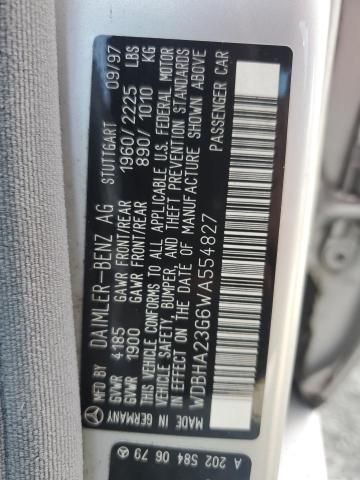 MFD BY DAIMLER-BENZ AG STUTTGART 09/97
GVWR 4185 GAWR FRONT/REAR 1960/2225 LBS
GVWR 1900 GAWR FRONT/REAR 890/1010 KG
THIS VEHICLE CONFORMS TO ALL APPLICABLE U.S. FEDERAL MOTOR
VEHICLE SAFETY, BUMPER, AND THEFT PREVENTION STANDARDS
IN EFFECT ON THE DATE OF MANUFACTURE SHOWN ABOVE
WDBHA23G6WA554827 PASSENGER CAR
MADE IN GERMANY
A 202 584 06 79